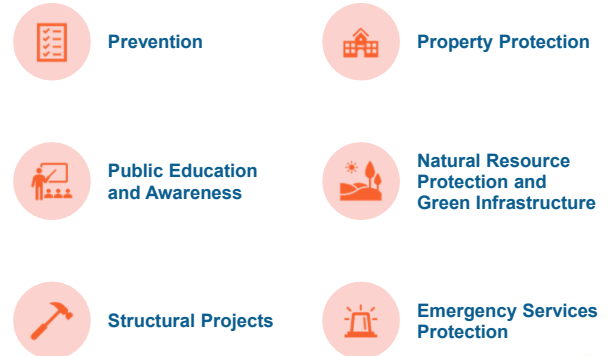 Prevention
Property Protection
Public Education
and Awareness
Natural Resource
Protection and
Green Infrastructure
Structural Projects
Emergency Services
Protection